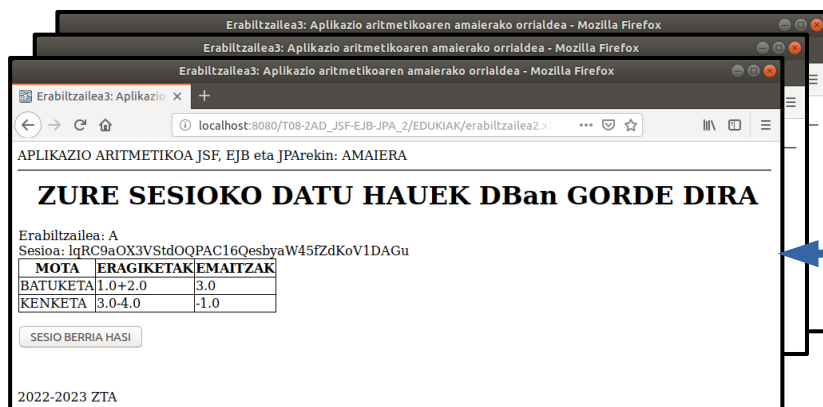 Erabiltzailea3: Aplikazio aritmetikoaren amaierako orrialdea - Mozilla Firefox
Erabiltzailea3: Aplikazio aritmetikoaren amaierako orrialdea - Mozilla Firefox
Erabiltzailea3: Aplikazio aritmetikoaren amaierako orrialdea - Mozilla Firefox
Erabiltzailea3: Aplikazio
localhost:8080/T08-2AD_JSF-EJB-JPA_2/EDUKIAK/erabiltzailea2.x
APLIKAZIO ARITMETIKOA JSF, EJB eta JPArekin: AMAIERA
ZURE SESIOKO DATU HAUEK DBan GORDE DIRA
Erabiltzailea: A
Sesioa: lqRC9aOX3VStdOQPAC16QesbyaW45fZdKoV1DAGu
MOTA ERAGIKETAK EMAITZAK
BATUKETA 1.0+2.0 3.0
KENKETA 3.0-4.0 -1.0
SESIO BERRIA HASI
2022-2023 ZTA